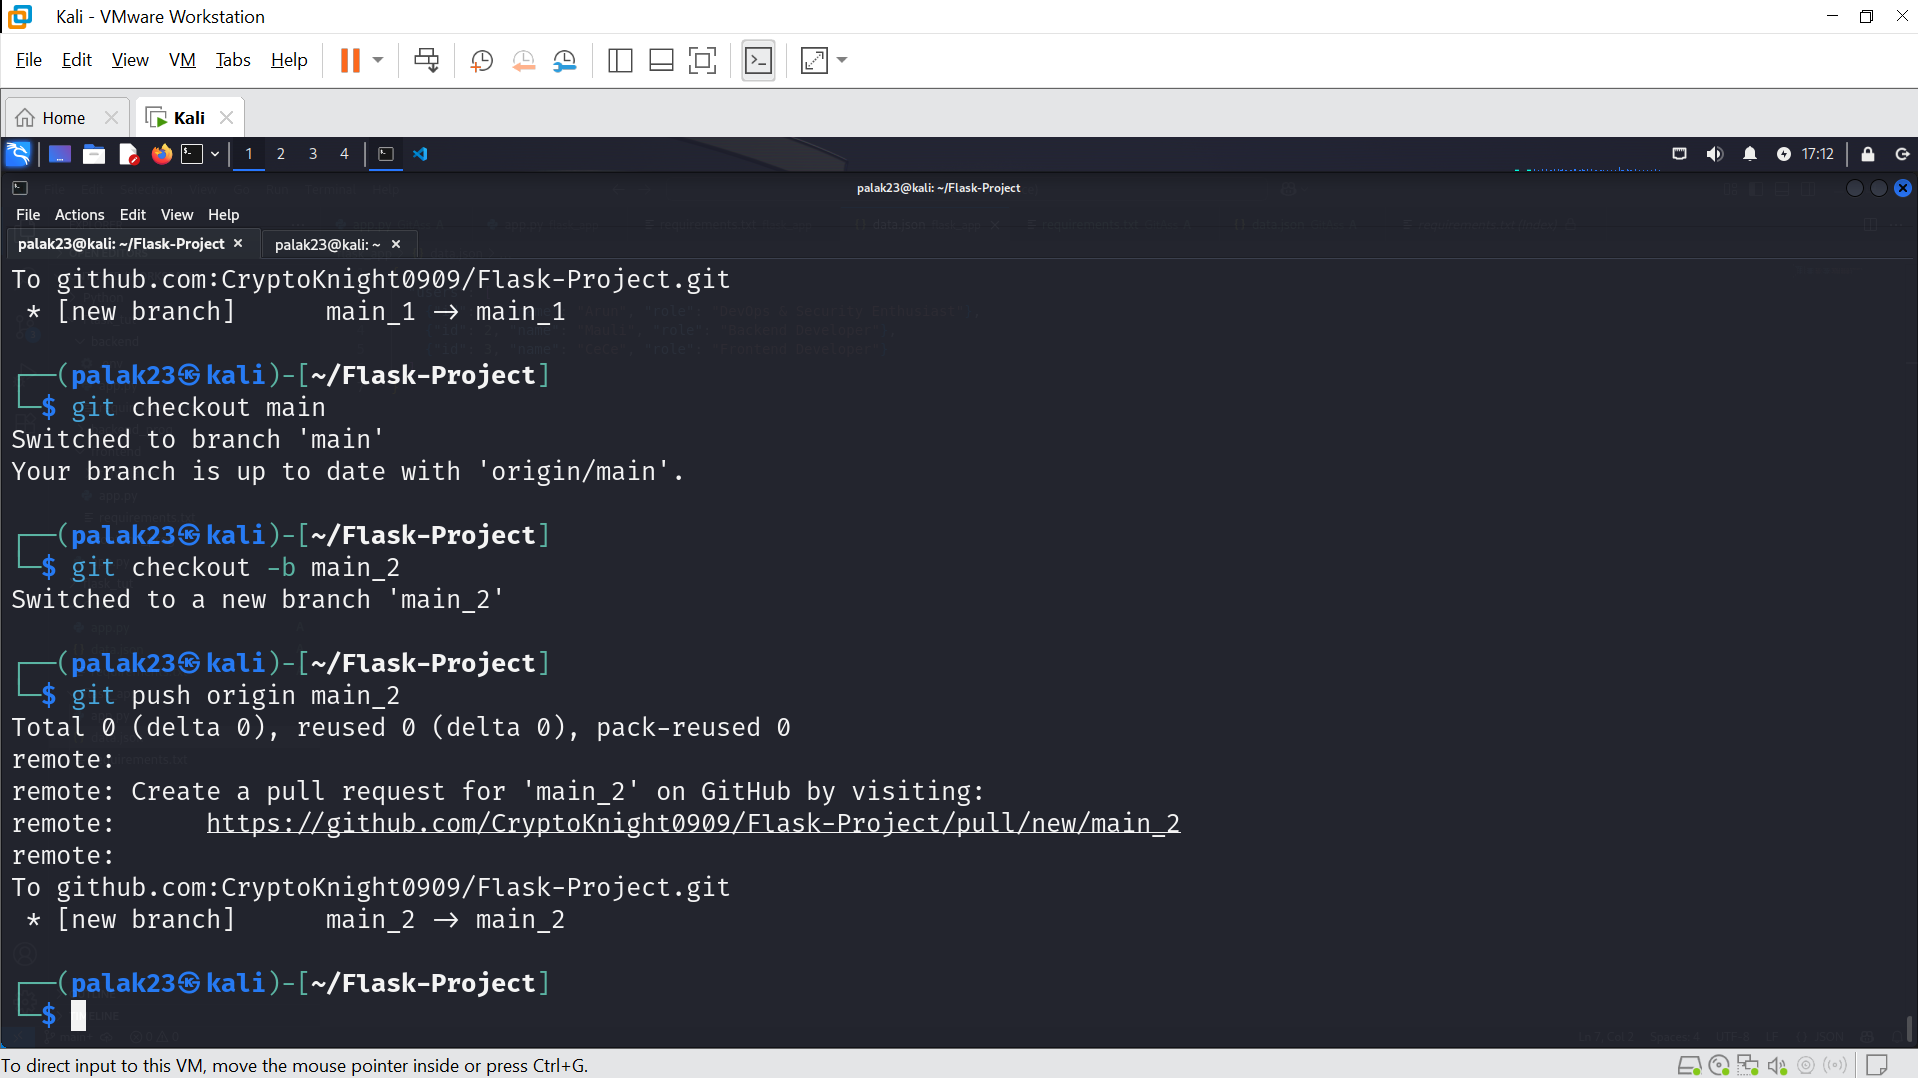 Kali - VMware Workstation
File Edit View VM Tabs Help
Home
Kali
1 2 3 4
17:12
palak23@kali: ~/Flask-Project
File Actions Edit View Help
palak23@kali: ~/Flask-Project
palak23@kali: ~
To github.com:CryptoKnight0909/Flask-Project.git
* [new branch] main_1 -> main_1
(palak23㉿kali)-[~/Flask-Project]
$ git checkout main
Switched to branch 'main'
Your branch is up to date with 'origin/main'.
(palak23㉿kali)-[~/Flask-Project]
$ git checkout -b main_2
Switched to a new branch 'main_2'
(palak23㉿kali)-[~/Flask-Project]
$ git push origin main_2
Total 0 (delta 0), reused 0 (delta 0), pack-reused 0
remote:
remote: Create a pull request for 'main_2' on GitHub by visiting:
remote: https://github.com/CryptoKnight0909/Flask-Project/pull/new/main_2
remote:
To github.com:CryptoKnight0909/Flask-Project.git
* [new branch] main_2 -> main_2
(palak23㉿kali)-[~/Flask-Project]
$
To direct input to this VM, move the mouse pointer inside or press Ctrl+G.